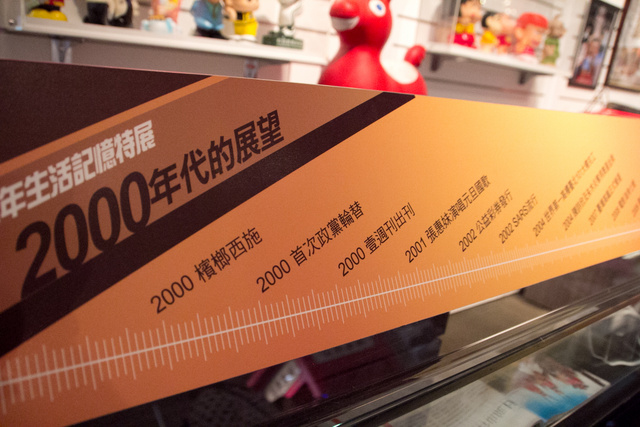 年生活記憶特展
2000年代的展望
2000 檳榔西施
2000 首次政黨輪替
2000 壹週刊出刊
2001 張惠妹演唱元旦國歌
2002 公益彩券發行
2002 SARS流行
2004